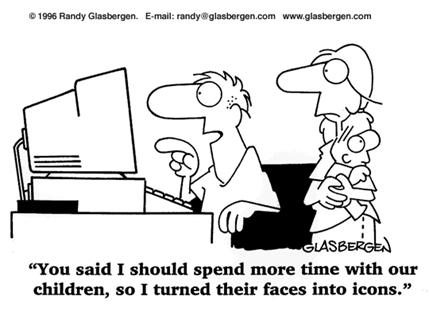 © 1996 Randy Glasbergen. E-mail: randy@glasbergen.com www.glasbergen.com
GLASBERGEN
“You said I should spend more time with our
children, so I turned their faces into icons.”